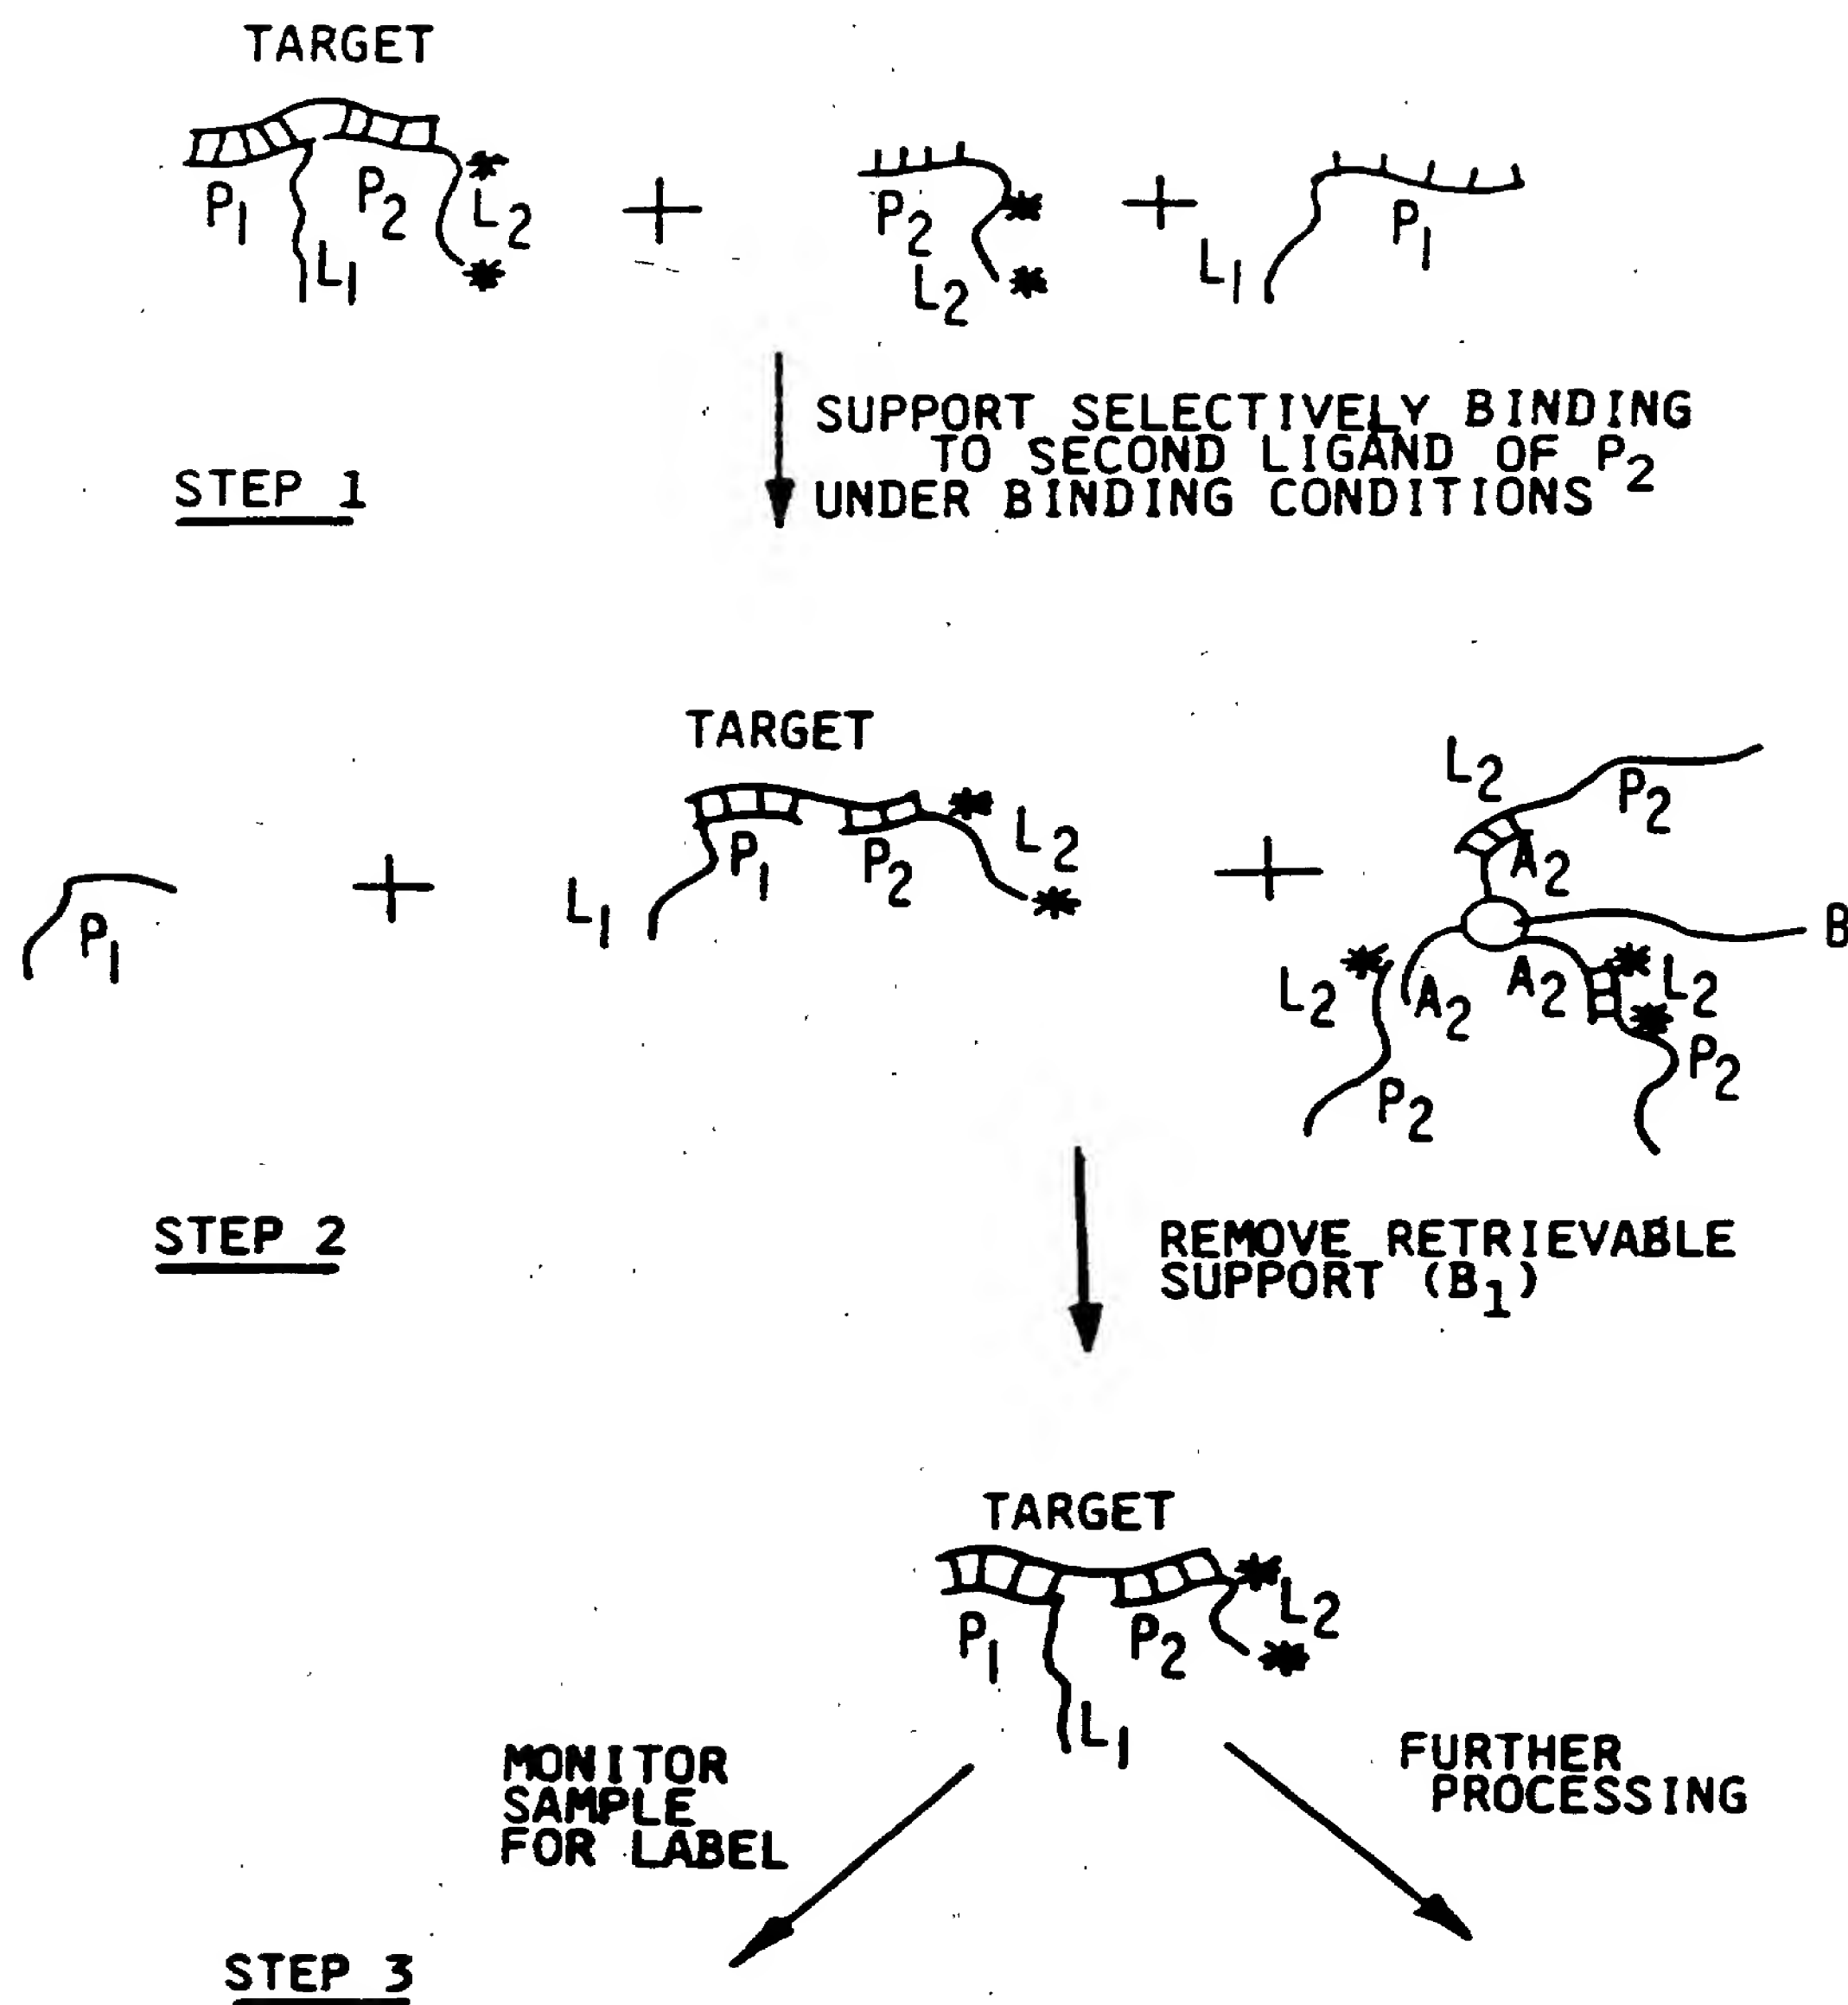 TARGET
P1 L1 P2 L2
+
P2 L2
+
L1 P1
SUPPORT SELECTIVELY BINDING
TO SECOND LIGAND OF P2
UNDER BINDING CONDITIONS
STEP 1
TARGET
P1
+
L1 P1 P2 L2
+
L2 P2
A2
B
L2 A2 A2 L2
P2 P2
STEP 2
REMOVE RETRIEVABLE
SUPPORT (B1)
TARGET
P1 P2 L2
L1
MONITOR
SAMPLE
FOR LABEL
FURTHER
PROCESSING
STEP 3